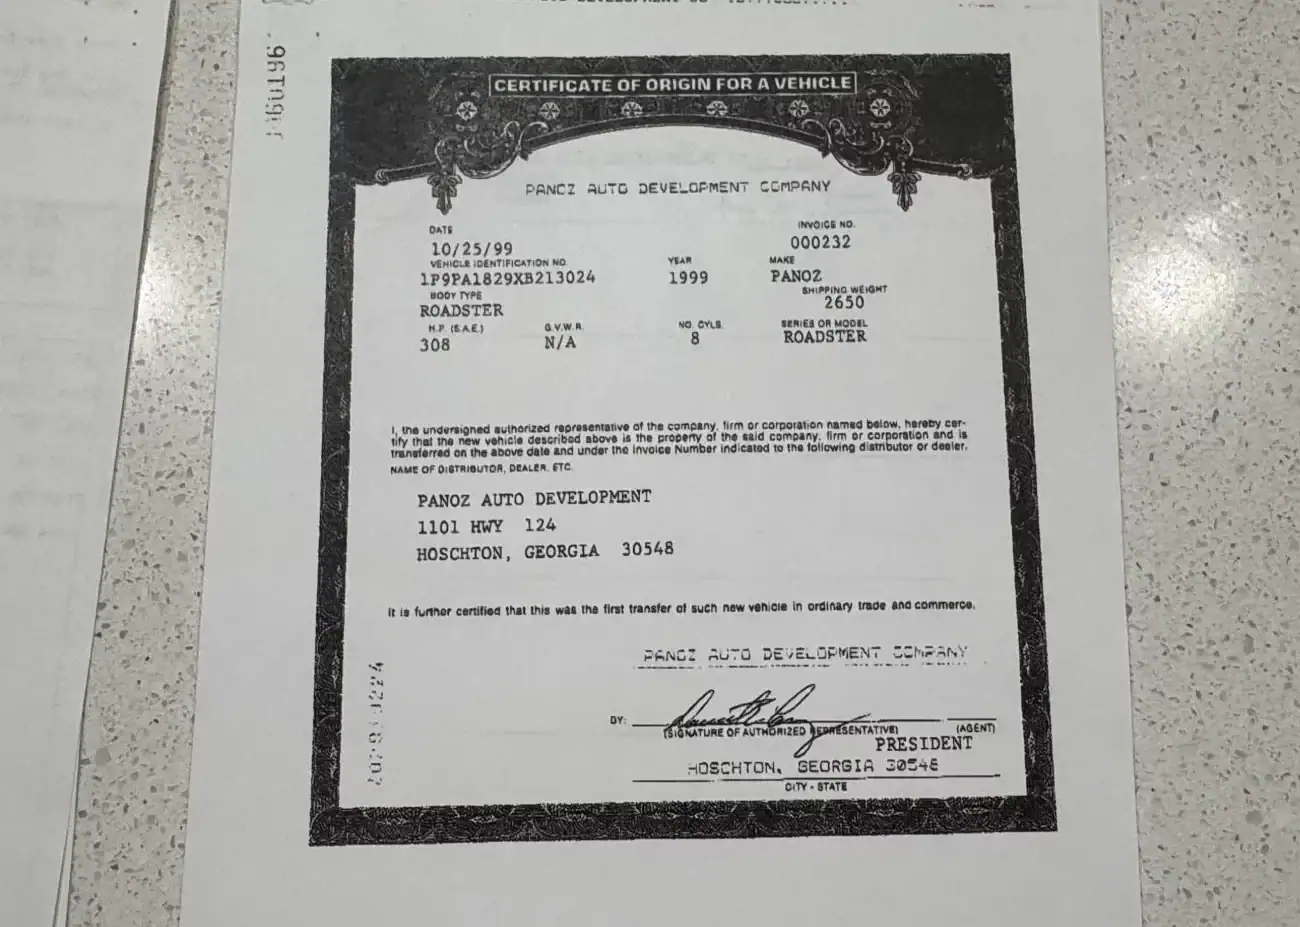 CERTIFICATE OF ORIGIN FOR A VEHICLE
PANOZ AUTO DEVELOPMENT COMPANY
DATE
INVOICE NO.
10/25/99
000232
VEHICLE IDENTIFICATION NO.
YEAR
MAKE
1P9PA1829XB213024
1999
PANOZ
BODY TYPE
SHIPPING WEIGHT
ROADSTER
2650
H.P. (S.A.E.)
G.V.W.R.
NO. CYLS.
SERIES OR MODEL
308
N/A
8
ROADSTER
I, the undersigned authorized representative of the company, firm or corporation named below, hereby cer-
tify that the new vehicle described above is the property of the said company, firm or corporation and is
transferred on the above date and under the Invoice Number indicated to the following distributor or dealer.
NAME OF DISTRIBUTOR, DEALER, ETC.
PANOZ AUTO DEVELOPMENT
1101 HWY 124
HOSCHTON, GEORGIA 30548
It is further certified that this was the first transfer of such new vehicle in ordinary trade and commerce.
PANOZ AUTO DEVELOPMENT COMPANY
BY:
(SIGNATURE OF AUTHORIZED REPRESENTATIVE)
(AGENT)
PRESIDENT
HOSCHTON, GEORGIA 30548
CITY - STATE